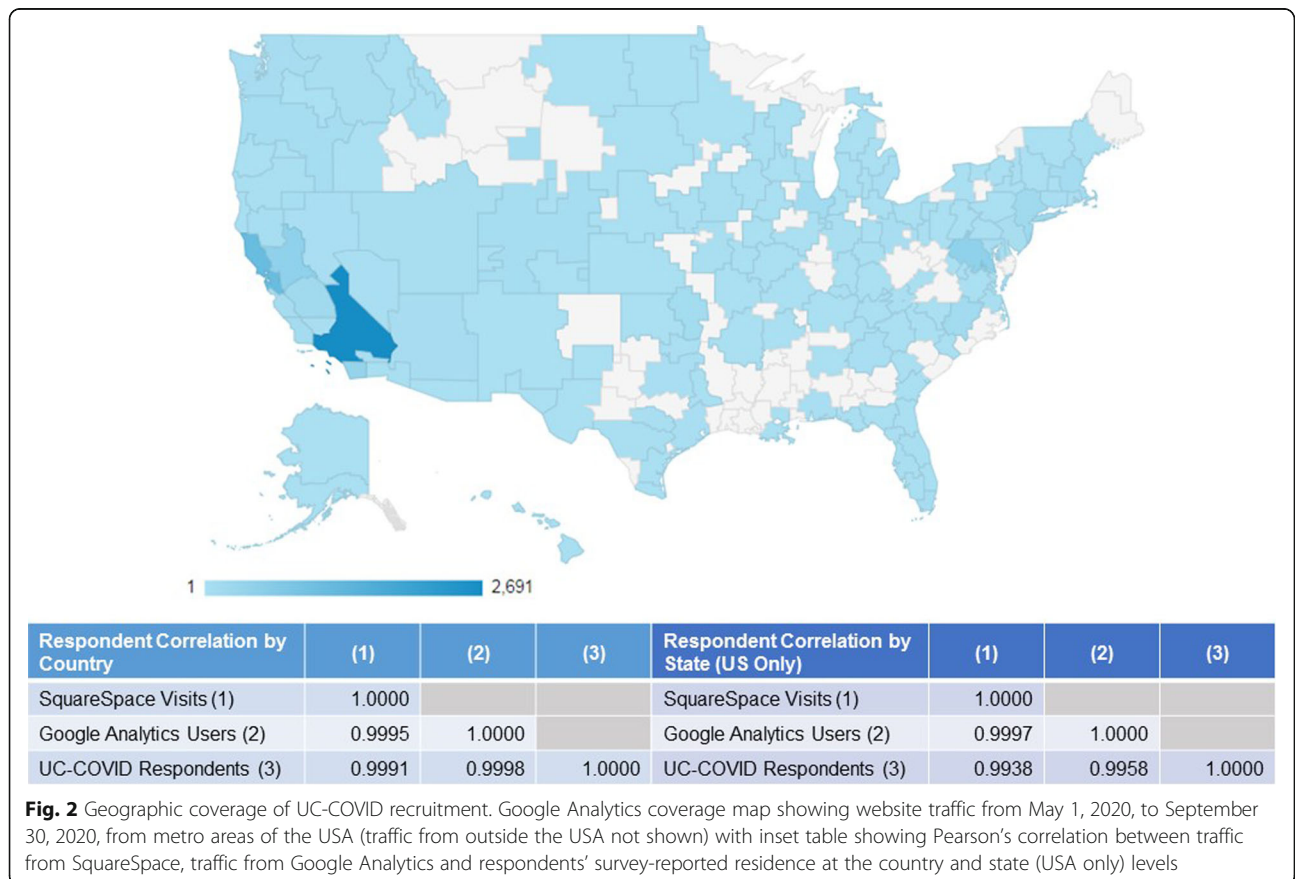 1 2,691
Respondent Correlation by Country (1) (2) (3) Respondent Correlation by State (US Only) (1) (2) (3)
SquareSpace Visits (1) 1.0000 SquareSpace Visits (1) 1.0000
Google Analytics Users (2) 0.9995 1.0000 Google Analytics Users (2) 0.9997 1.0000
UC-COVID Respondents (3) 0.9991 0.9998 1.0000 UC-COVID Respondents (3) 0.9938 0.9958 1.0000
Fig. 2 Geographic coverage of UC-COVID recruitment. Google Analytics coverage map showing website traffic from May 1, 2020, to September
30, 2020, from metro areas of the USA (traffic from outside the USA not shown) with inset table showing Pearson's correlation between traffic
from SquareSpace, traffic from Google Analytics and respondents' survey-reported residence at the country and state (USA only) levels